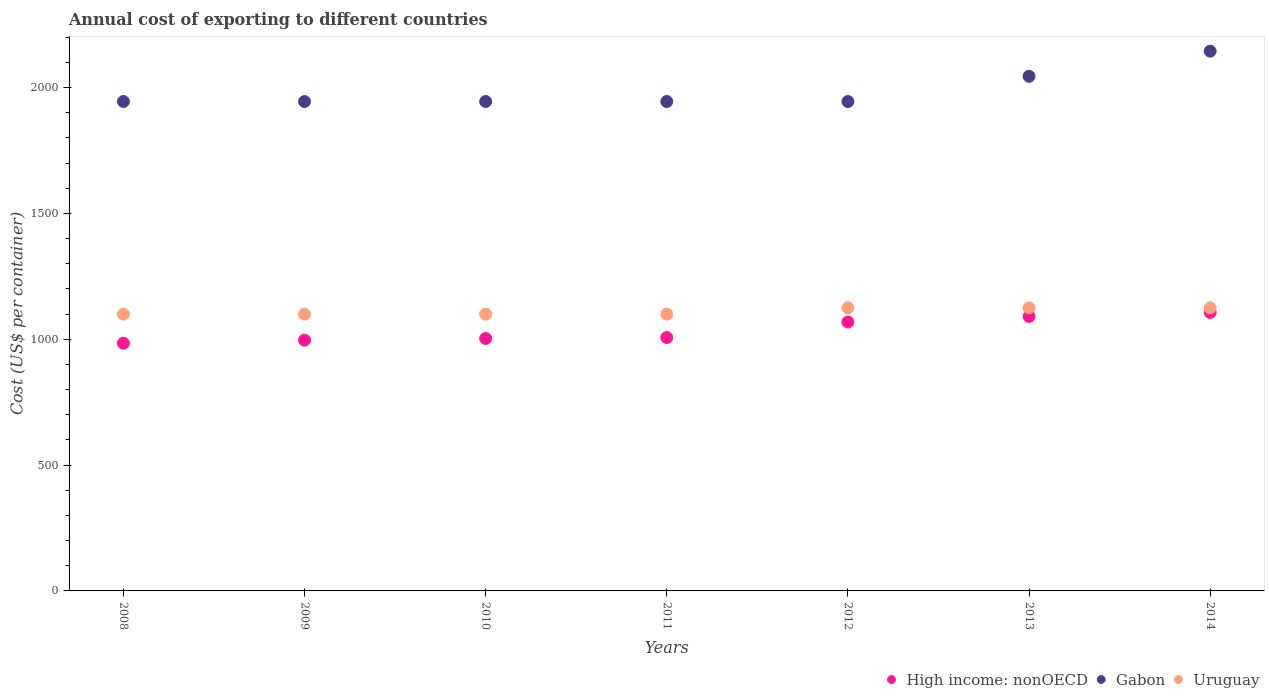 Annual cost of exporting to different countries
Cost (US$ per container)
2000
1500
1000
500
0
2008
2009
2010
2011
2012
2013
2014
Years
High income: nonOECD
Gabon
Uruguay